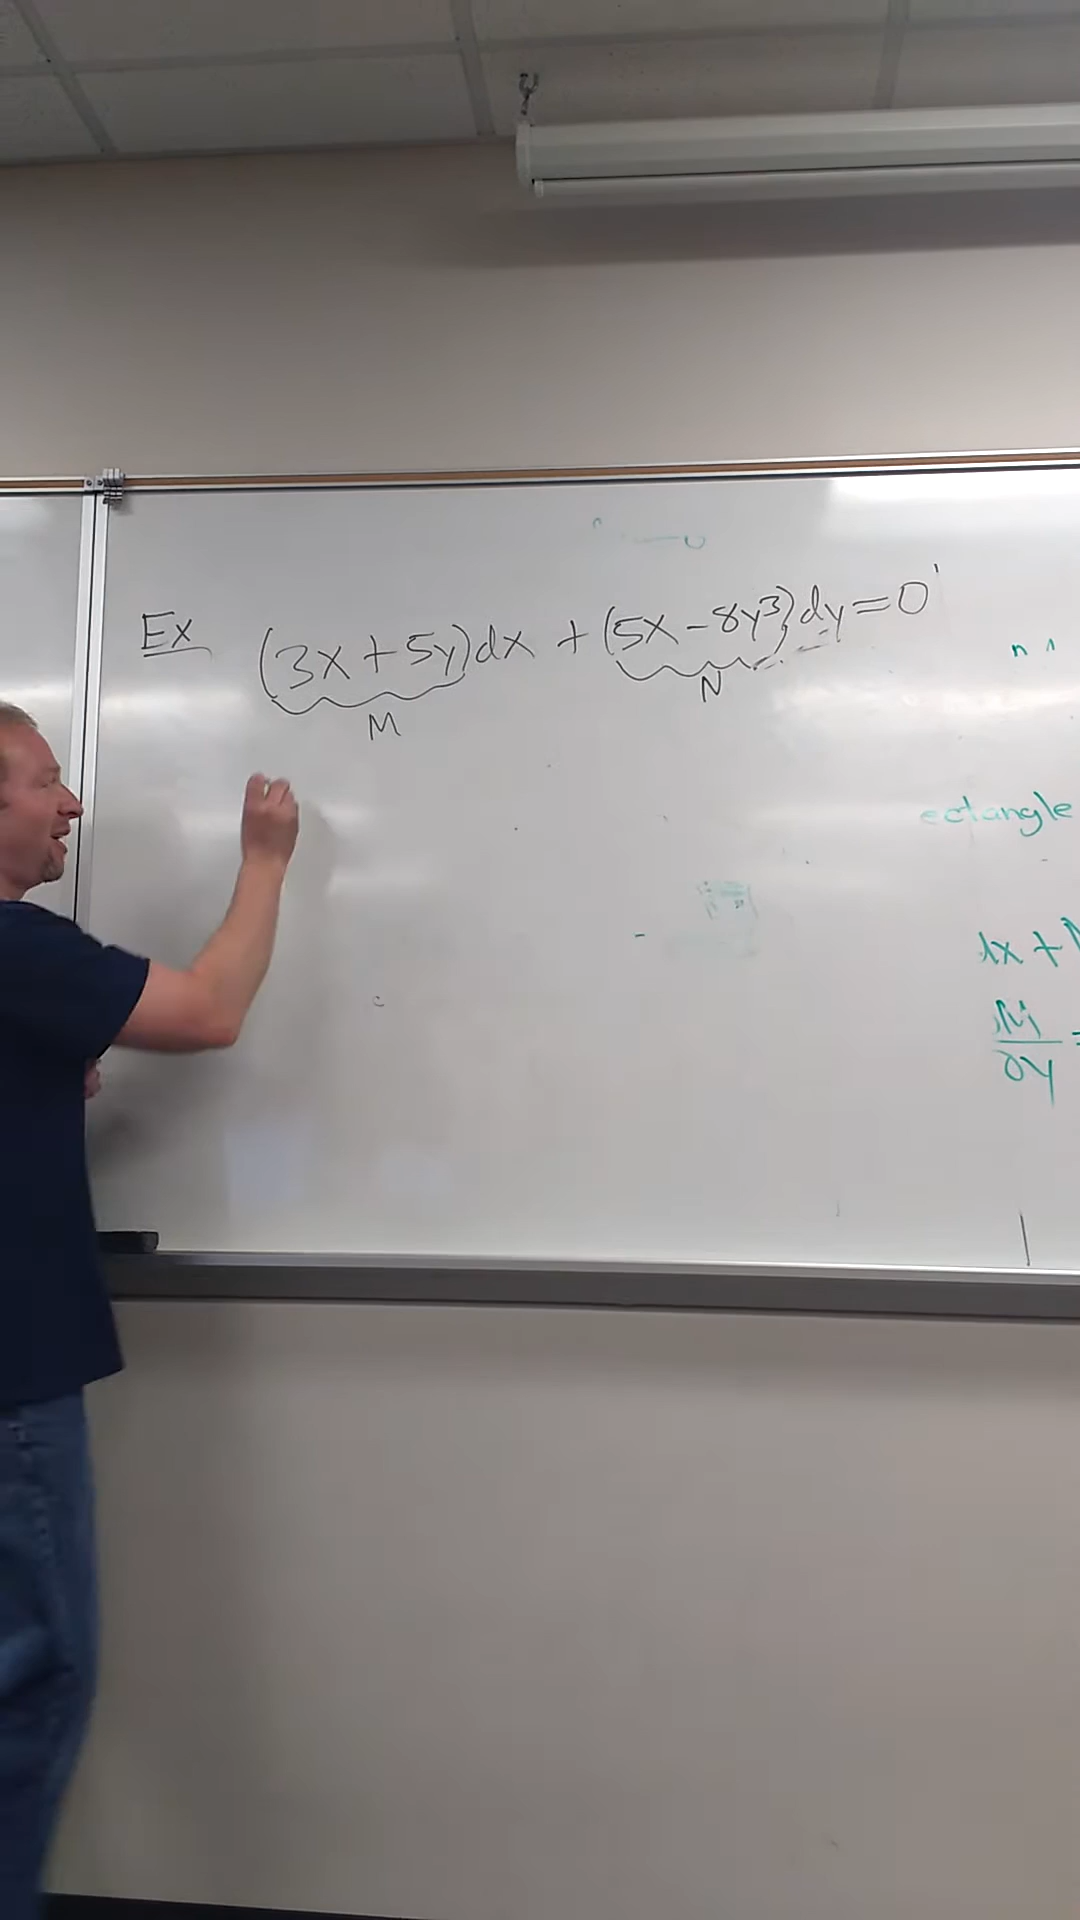 Ex (3x + 5y)dx + (5x - 8y³)dy = 0
M N
ectangle
dx +
∂M
∂y =